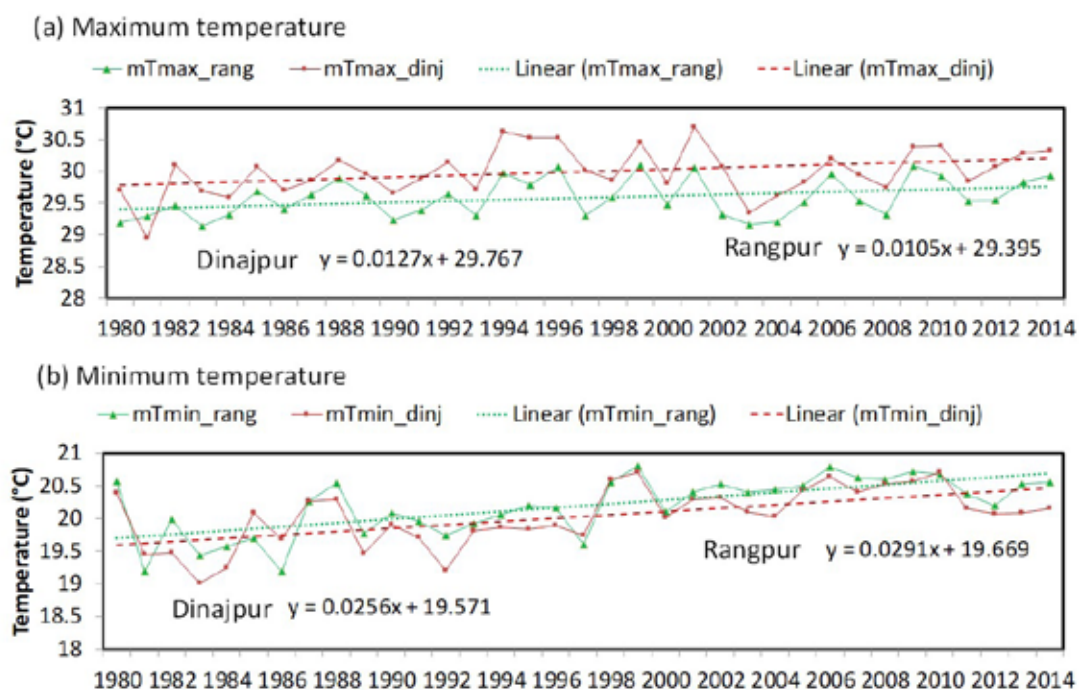 (a) Maximum temperature
mTmax_rang mTmax_dinj Linear (mTmax_rang) Linear (mTmax_dinj)
Temperature (°C)
31
30.5
30
29.5
29
28.5
28
Dinajpur y = 0.0127x + 29.767
Rangpur y = 0.0105x + 29.395
1980 1982 1984 1986 1988 1990 1992 1994 1996 1998 2000 2002 2004 2006 2008 2010 2012 2014
(b) Minimum temperature
mTmin_rang mTmin_dinj Linear (mTmin_rang) Linear (mTmin_dinj)
Temperature (°C)
21
20.5
20
19.5
19
18.5
18
Rangpur y = 0.0291x + 19.669
Dinajpur y = 0.0256x + 19.571
1980 1982 1984 1986 1988 1990 1992 1994 1996 1998 2000 2002 2004 2006 2008 2010 2012 2014